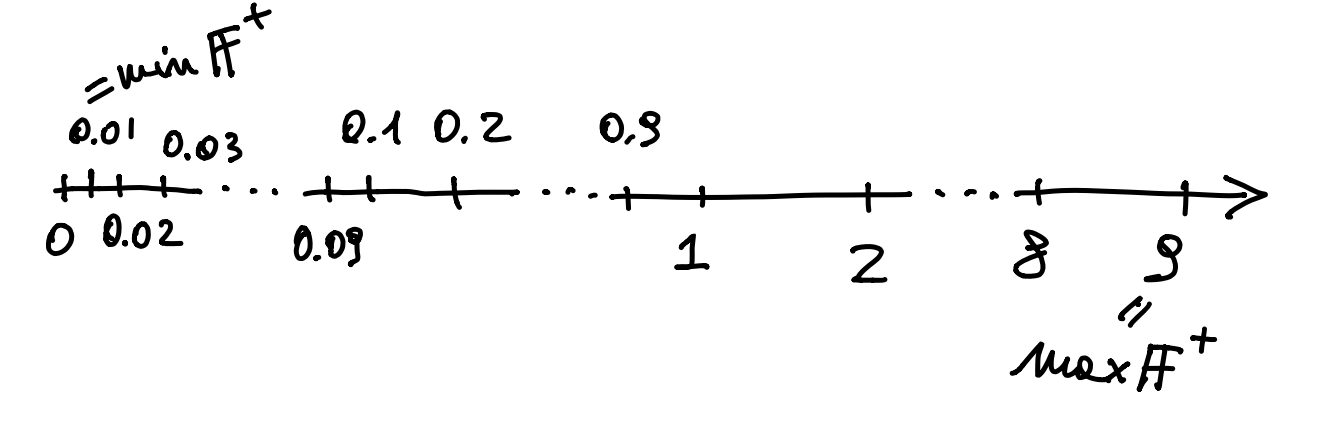 = min 𝔽⁺
0.01 0.03 0.1 0.2 0.9
0 0.02 0.09 1 2 8 9
=
max 𝔽⁺